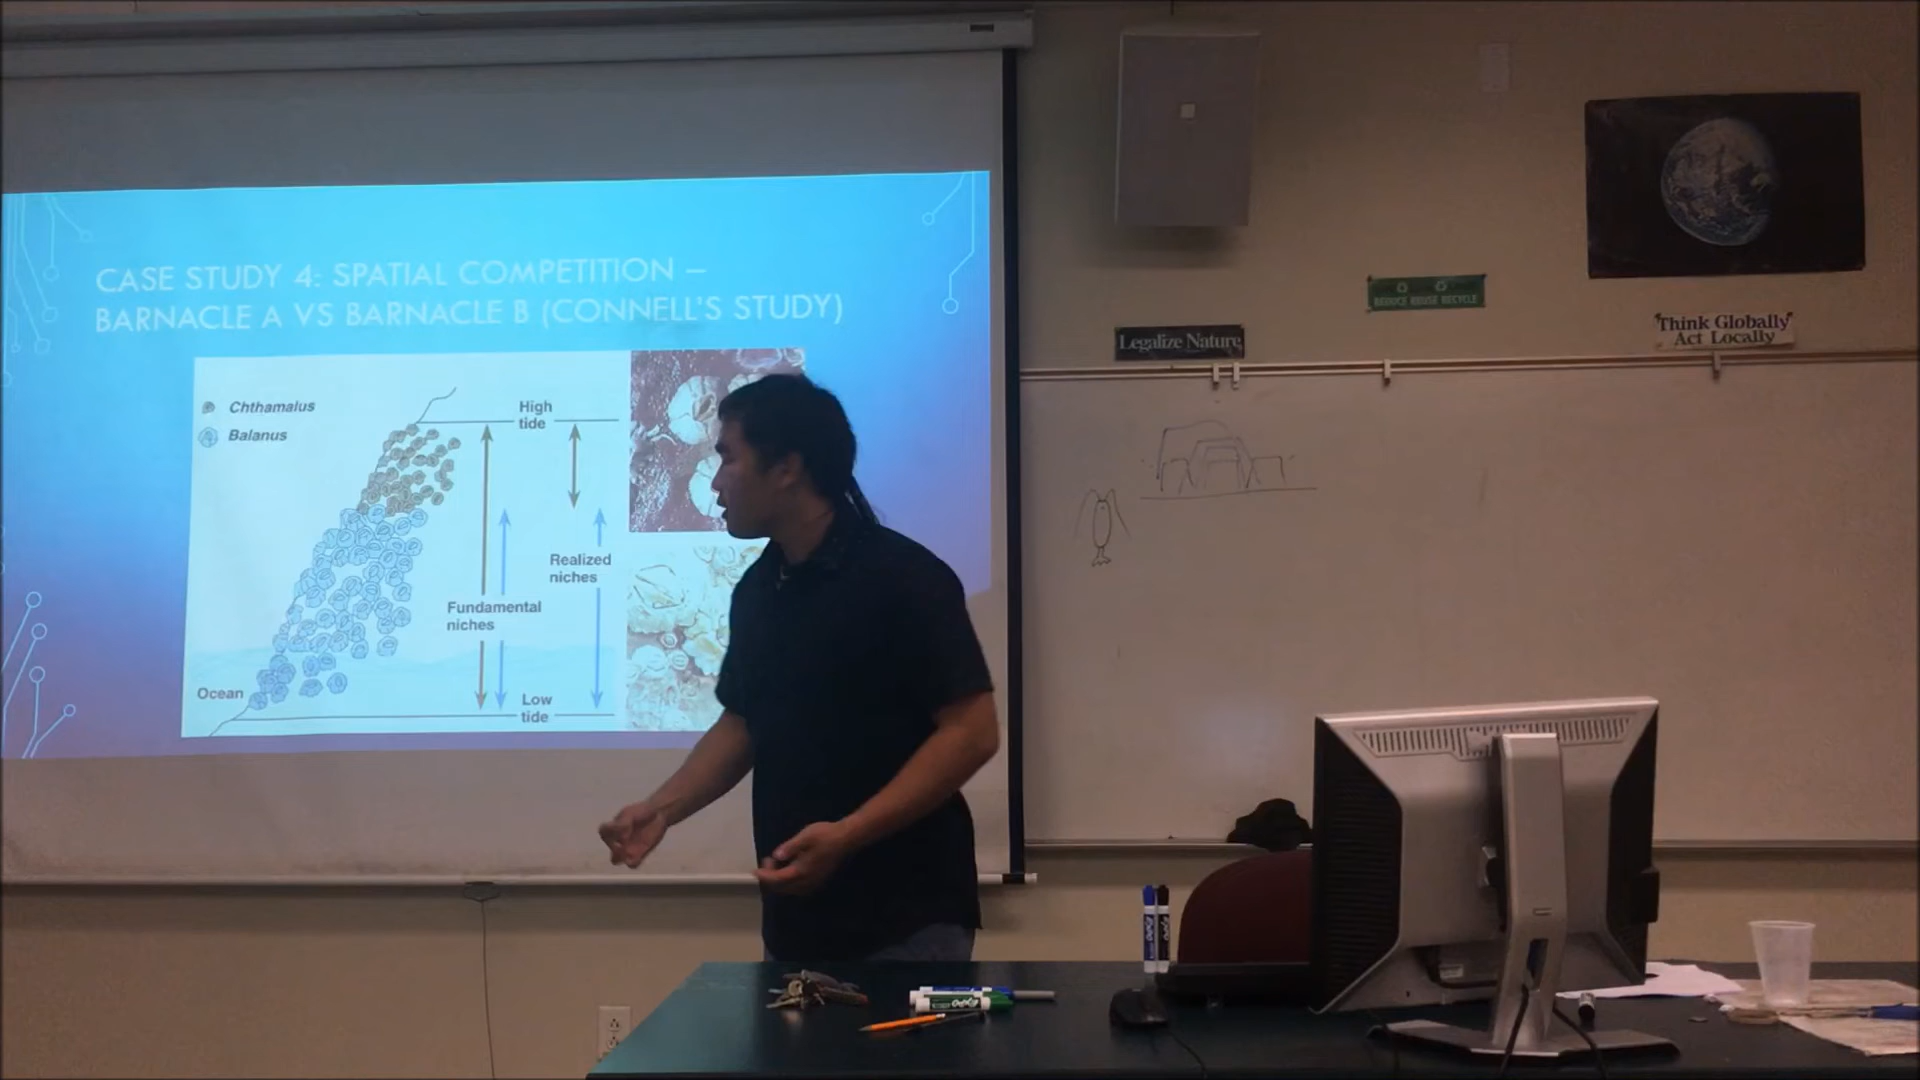 CASE STUDY 4: SPATIAL COMPETITION –
BARNACLE A VS BARNACLE B (CONNELL'S STUDY)
Chthamalus
Balanus
High
tide
Realized
niches
Fundamental
niches
Ocean
Low
tide
Legalize Nature
REDUCE REUSE RECYCLE
Think Globally
Act Locally
EXPO